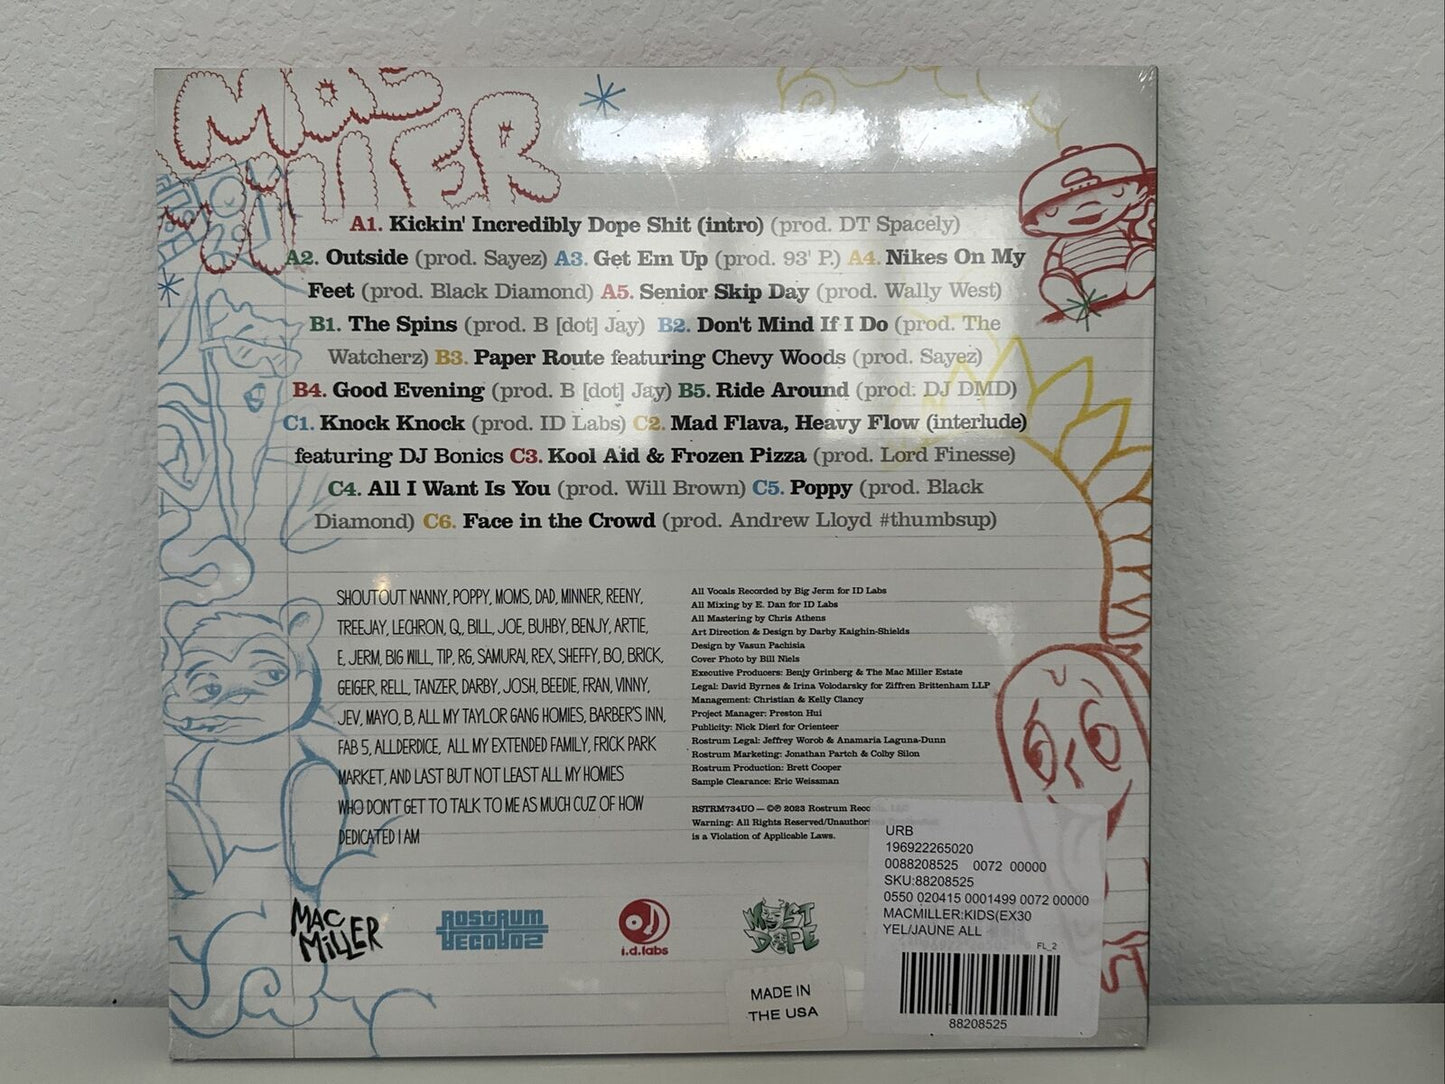 MAC
MILLER
A1. Kickin' Incredibly Dope Shit (intro) (prod. DT Spacely)
A2. Outside (prod. Sayez) A3. Get Em Up (prod. 93' P.) A4. Nikes On My
Feet (prod. Black Diamond) A5. Senior Skip Day (prod. Wally West)
B1. The Spins (prod. B [dot] Jay) B2. Don't Mind If I Do (prod. The
Watcherz) B3. Paper Route featuring Chevy Woods (prod. Sayez)
B4. Good Evening (prod. B [dot] Jay) B5. Ride Around (prod. DJ DMD)
C1. Knock Knock (prod. ID Labs) C2. Mad Flava, Heavy Flow (interlude)
featuring DJ Bonics C3. Kool Aid & Frozen Pizza (prod. Lord Finesse)
C4. All I Want Is You (prod. Will Brown) C5. Poppy (prod. Black
Diamond) C6. Face in the Crowd (prod. Andrew Lloyd #thumbsup)
SHOUTOUT NANNY, POPPY, MOMS, DAD, MINNER, REENY,
TREEJAY, LECHRON, Q, BILL, JOE, BUHBY, BENJY, ARTIE,
E, JERM, BIG WILL, TIP, RG, SAMURAI, REX, SHEFFY, BO, BRICK,
GEIGER, RELL, TANZER, DARBY, JOSH, BEEDIE, FRAN, VINNY,
JEV, MAYO, B, ALL MY TAYLOR GANG HOMIES, BARBER'S INN,
FAB 5, ALLDERDICE, ALL MY EXTENDED FAMILY, FRICK PARK
MARKET, AND LAST BUT NOT LEAST ALL MY HOMIES
WHO DON'T GET TO TALK TO ME AS MUCH CUZ OF HOW
DEDICATED I AM
All Vocals Recorded by Big Jerm for ID Labs
All Mixing by E. Dan for ID Labs
All Mastering by Chris Athens
Art Direction & Design by Darby Kaighin-Shields
Design by Vasun Pachisia
Cover Photo by Bill Niels
Executive Producers: Benjy Grinberg & The Mac Miller Estate
Legal: David Byrnes & Irina Volodarsky for Ziffren Brittenham LLP
Management: Christian & Kelly Clancy
Project Manager: Preston Hui
Publicity: Nick Dierl for Orienteer
Rostrum Legal: Jeffrey Worob & Anamaria Laguna-Dunn
Rostrum Marketing: Jonathan Partch & Colby Silon
Rostrum Production: Brett Cooper
Sample Clearance: Eric Weissman
RSTRM734UO — ©℗ 2023 Rostrum
Warning: All Rights
is a Violation of Applicable Laws.
URB
196922265020
0088208525 0072 00000
SKU:88208525
0550 020415 0001499 0072 00000
MACMILLER:KIDS(EX30
YEL/JAUNE ALL
FL_2
88208525
MAC
MILLER
ROSTRUM
RECORDS
i.d.labs
MOST
DOPE
MADE IN
THE USA